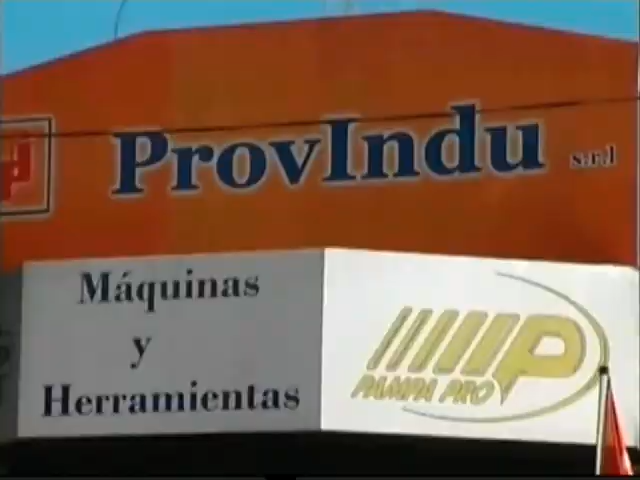 ProvIndu s.r.l
Máquinas
y
Herramientas
P
PAMPA PRO